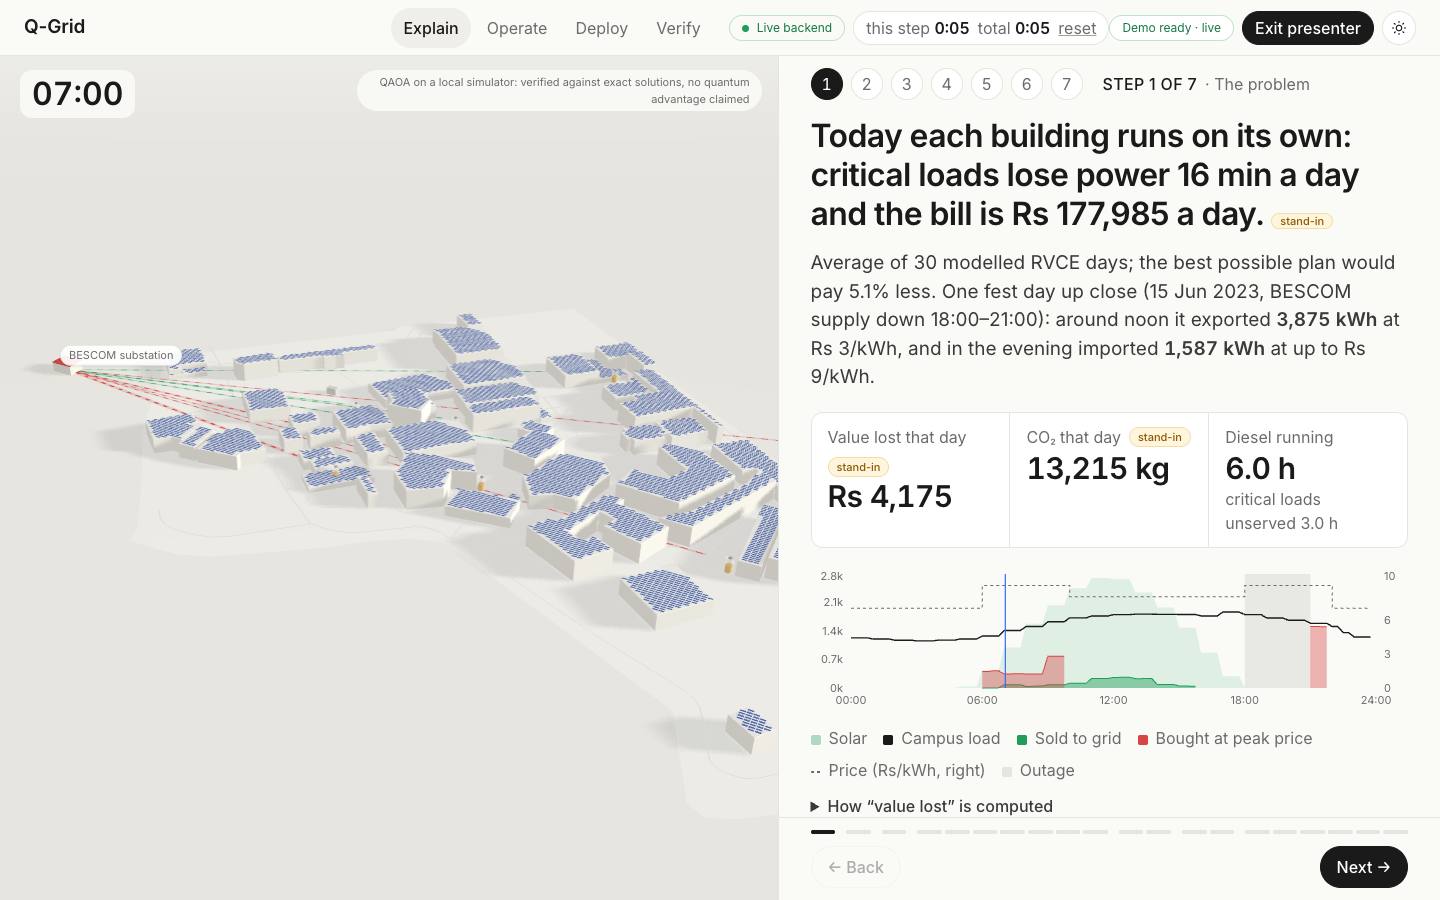 Q-Grid
Explain
Operate
Deploy
Verify
Live backend
this step 0:05 total 0:05 reset
Demo ready · live
Exit presenter
07:00
QAOA on a local simulator: verified against exact solutions, no quantum
advantage claimed
BESCOM substation
1 2 3 4 5 6 7 STEP 1 OF 7 · The problem
Today each building runs on its own:
critical loads lose power 16 min a day
and the bill is Rs 177,985 a day. stand-in
Average of 30 modelled RVCE days; the best possible plan would
pay 5.1% less. One fest day up close (15 Jun 2023, BESCOM
supply down 18:00–21:00): around noon it exported 3,875 kWh at
Rs 3/kWh, and in the evening imported 1,587 kWh at up to Rs
9/kWh.
Value lost that day
stand-in
Rs 4,175
CO₂ that day stand-in
13,215 kg
Diesel running
6.0 h
critical loads
unserved 3.0 h
2.8k
2.1k
1.4k
0.7k
0k
10
6
3
0
00:00 06:00 12:00 18:00 24:00
Solar Campus load Sold to grid Bought at peak price
Price (Rs/kWh, right) Outage
▶ How “value lost” is computed
← Back
Next →